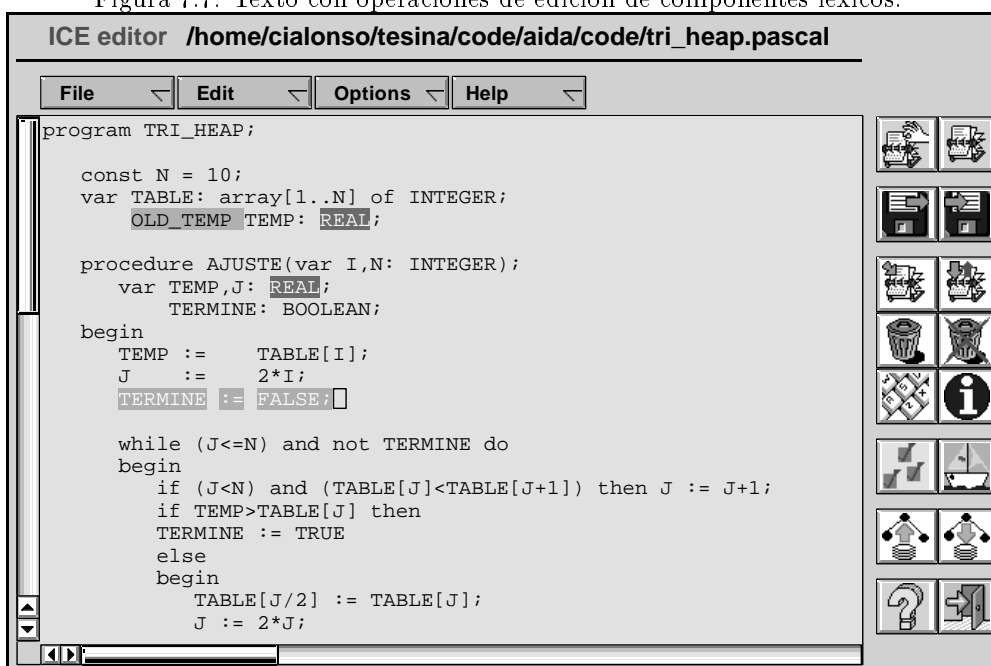 Figura 7.7: Texto con operaciones de edición de componentes léxicos.
ICE editor /home/cialonso/tesina/code/aida/code/tri_heap.pascal
File Edit Options Help
program TRI_HEAP;
const N = 10;
var TABLE: array[1..N] of INTEGER;
OLD_TEMP TEMP: REAL;
procedure AJUSTE(var I,N: INTEGER);
var TEMP,J: REAL;
TERMINE: BOOLEAN;
begin
TEMP := TABLE[I];
J := 2*I;
TERMINE := FALSE;
while (J<=N) and not TERMINE do
begin
if (J<N) and (TABLE[J]<TABLE[J+1]) then J := J+1;
if TEMP>TABLE[J] then
TERMINE := TRUE
else
begin
TABLE[J/2] := TABLE[J];
J := 2*J;